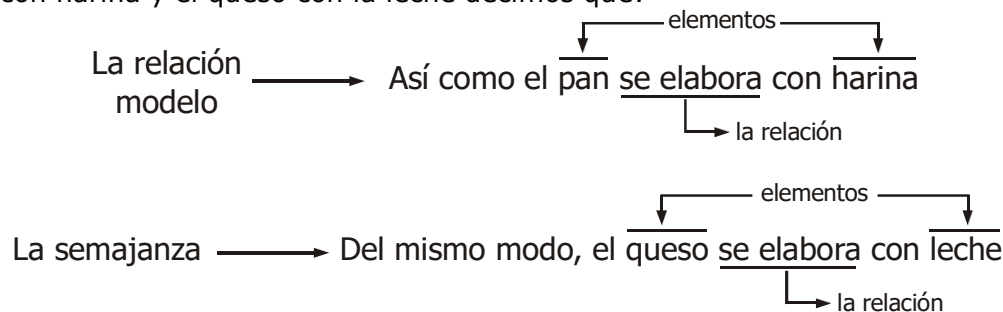 con harina y el queso con la leche decimos que:
elementos
La relación
modelo
Así como el pan se elabora con harina
la relación
elementos
La semajanza
Del mismo modo, el queso se elabora con leche
la relación